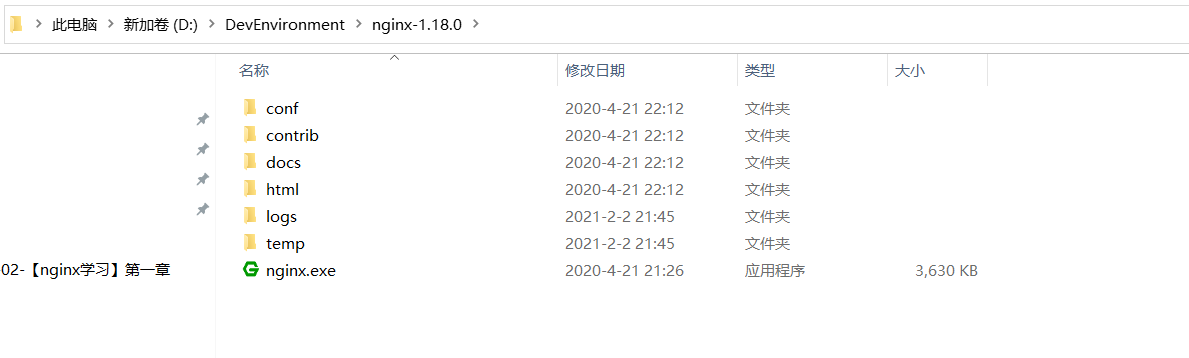 此电脑 > 新加卷 (D:) > DevEnvironment > nginx-1.18.0 >
名称 修改日期 类型 大小
conf 2020-4-21 22:12 文件夹
contrib 2020-4-21 22:12 文件夹
docs 2020-4-21 22:12 文件夹
html 2020-4-21 22:12 文件夹
logs 2021-2-2 21:45 文件夹
temp 2021-2-2 21:45 文件夹
02-【nginx学习】第一章 nginx.exe 2020-4-21 21:26 应用程序 3,630 KB